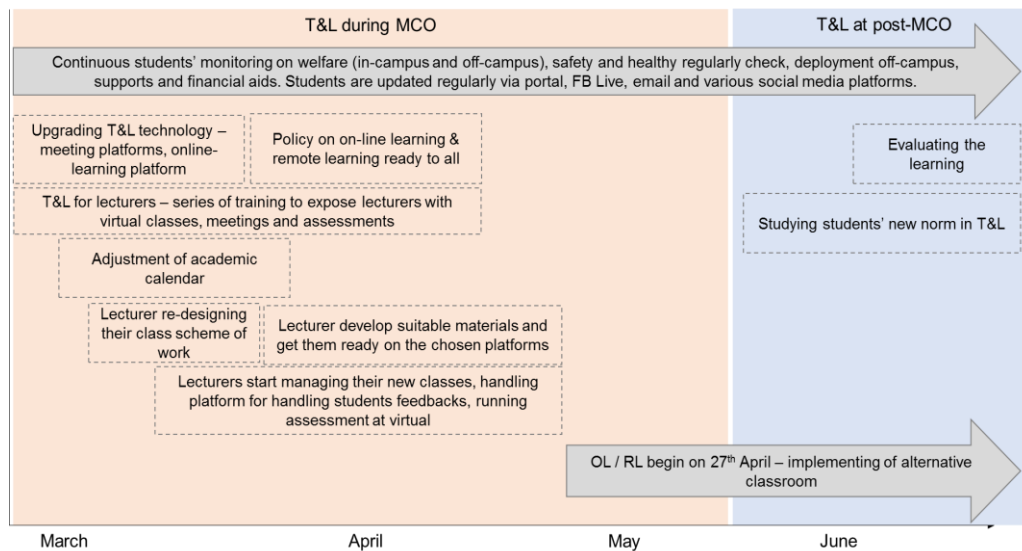 T&L during MCO
T&L at post-MCO
Continuous students' monitoring on welfare (in-campus and off-campus), safety and healthy regularly check, deployment off-campus,
supports and financial aids. Students are updated regularly via portal, FB Live, email and various social media platforms.
Upgrading T&L technology –
meeting platforms, online-
learning platform
Policy on on-line learning &
remote learning ready to all
Evaluating the
learning
T&L for lecturers – series of training to expose lecturers with
virtual classes, meetings and assessments
Studying students' new norm in T&L
Adjustment of academic
calendar
Lecturer re-designing
their class scheme of
work
Lecturer develop suitable materials and
get them ready on the chosen platforms
Lecturers start managing their new classes, handling
platform for handling students feedbacks, running
assessment at virtual
OL / RL begin on 27th April – implementing of alternative
classroom
March
April
May
June